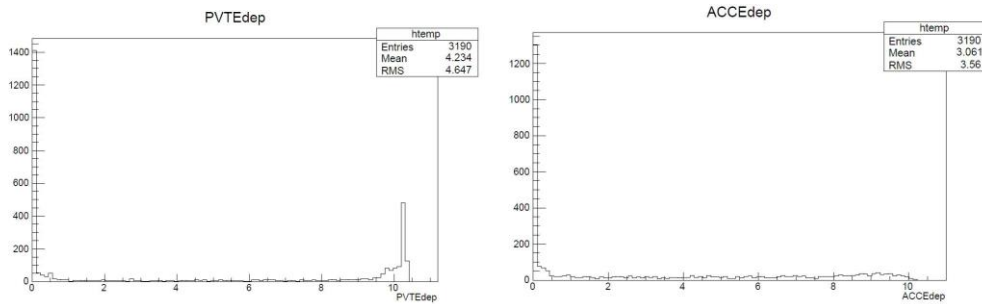 PVTEdep
htemp
Entries 3190
Mean 4.234
RMS 4.647
1400
1200
1000
800
600
400
200
0
0 2 4 6 8 10
PVTEdep
ACCEdep
htemp
Entries 3190
Mean 3.061
RMS 3.56
1200
1000
800
600
400
200
0
0 2 4 6 8 10
ACCEdep